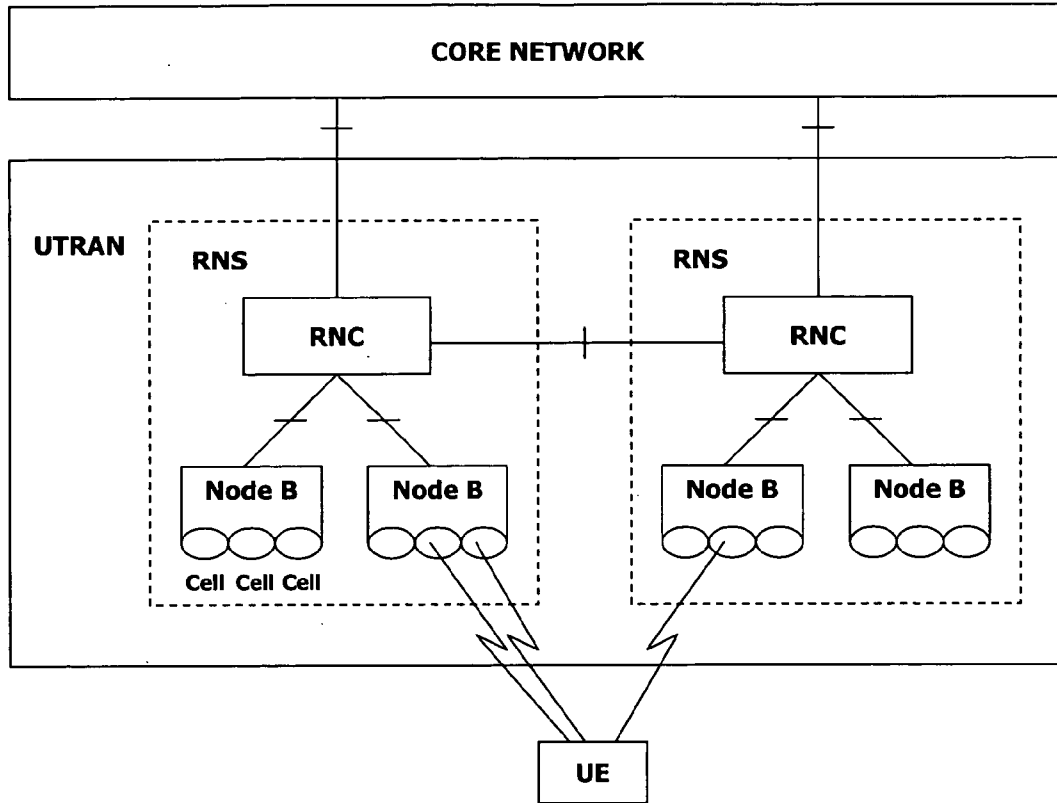 CORE NETWORK
UTRAN
RNS
RNS
RNC
RNC
Node B
Node B
Node B
Node B
Cell Cell Cell
UE